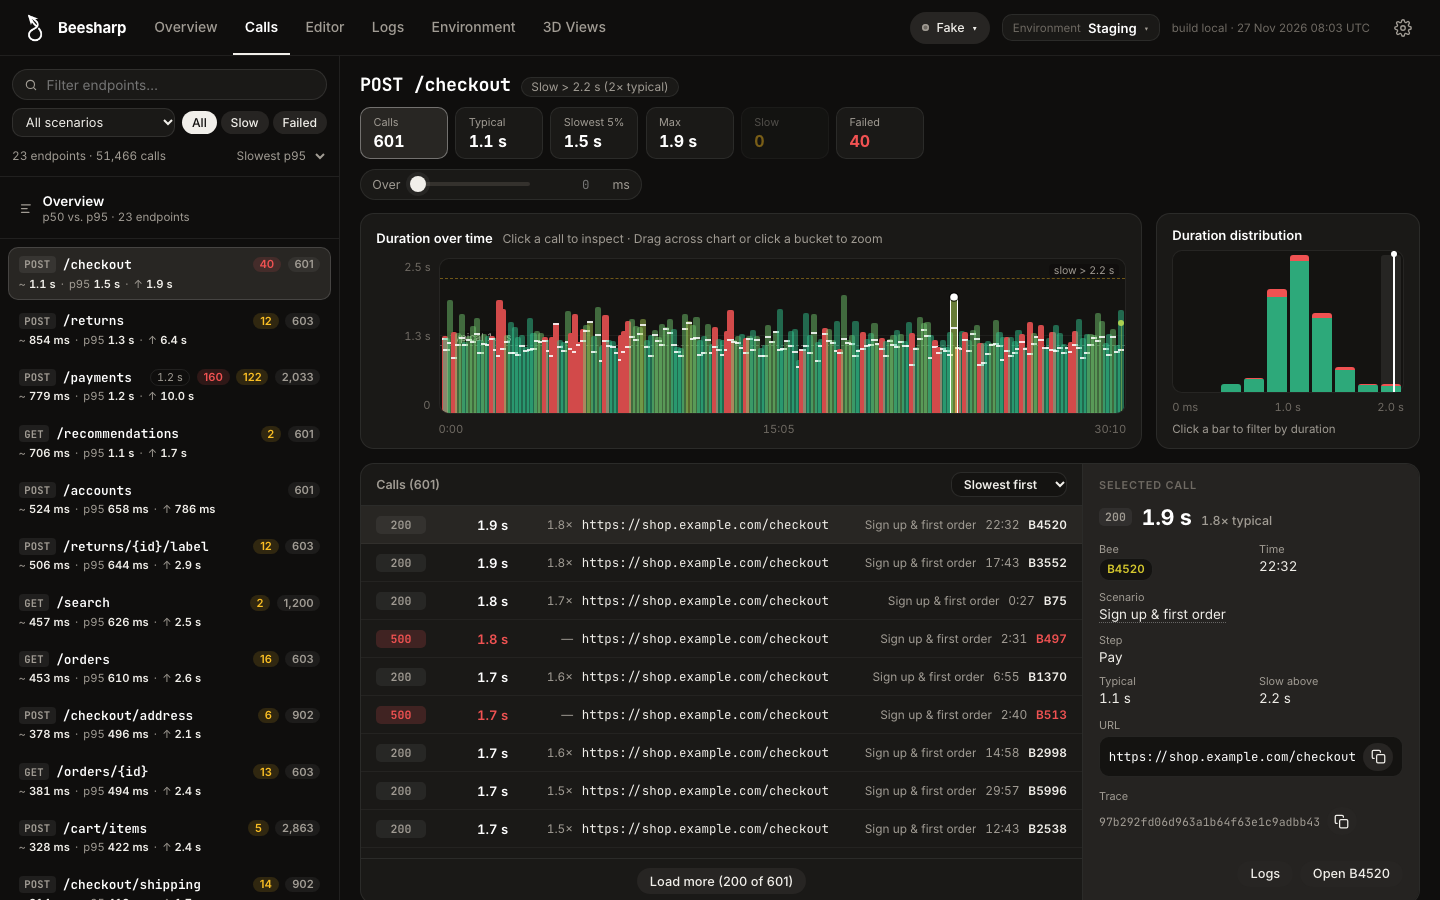 Beesharp
Overview
Calls
Editor
Logs
Environment
3D Views
Fake
Environment Staging
build local · 27 Nov 2026 08:03 UTC
Filter endpoints...
All scenarios
All
Slow
Failed
23 endpoints · 51,466 calls
Slowest p95
Overview
p50 vs. p95 · 23 endpoints
POST /checkout 40 601
~ 1.1 s · p95 1.5 s · ↑ 1.9 s
POST /returns 12 603
~ 854 ms · p95 1.3 s · ↑ 6.4 s
POST /payments 1.2 s 160 122 2,033
~ 779 ms · p95 1.2 s · ↑ 10.0 s
GET /recommendations 2 601
~ 706 ms · p95 1.1 s · ↑ 1.7 s
POST /accounts 601
~ 524 ms · p95 658 ms · ↑ 786 ms
POST /returns/{id}/label 12 603
~ 506 ms · p95 644 ms · ↑ 2.9 s
GET /search 2 1,200
~ 457 ms · p95 626 ms · ↑ 2.5 s
GET /orders 16 603
~ 453 ms · p95 610 ms · ↑ 2.6 s
POST /checkout/address 6 902
~ 378 ms · p95 496 ms · ↑ 2.1 s
GET /orders/{id} 13 603
~ 381 ms · p95 494 ms · ↑ 2.4 s
POST /cart/items 5 2,863
~ 328 ms · p95 422 ms · ↑ 2.4 s
POST /checkout/shipping 14 902
POST /checkout
Slow > 2.2 s (2× typical)
Calls
601
Typical
1.1 s
Slowest 5%
1.5 s
Max
1.9 s
Slow
0
Failed
40
Over 0 ms
Duration over time Click a call to inspect · Drag across chart or click a bucket to zoom
2.5 s
1.3 s
0
slow > 2.2 s
0:00
15:05
30:10
Duration distribution
0 ms
1.0 s
2.0 s
Click a bar to filter by duration
Calls (601)
Slowest first
200 1.9 s 1.8× https://shop.example.com/checkout Sign up & first order 22:32 B4520
200 1.9 s 1.8× https://shop.example.com/checkout Sign up & first order 17:43 B3552
200 1.8 s 1.7× https://shop.example.com/checkout Sign up & first order 0:27 B75
500 1.8 s — https://shop.example.com/checkout Sign up & first order 2:31 B497
200 1.7 s 1.6× https://shop.example.com/checkout Sign up & first order 6:55 B1370
500 1.7 s — https://shop.example.com/checkout Sign up & first order 2:40 B513
200 1.7 s 1.6× https://shop.example.com/checkout Sign up & first order 14:58 B2998
200 1.7 s 1.5× https://shop.example.com/checkout Sign up & first order 29:57 B5996
200 1.7 s 1.5× https://shop.example.com/checkout Sign up & first order 12:43 B2538
Load more (200 of 601)
SELECTED CALL
200 1.9 s 1.8× typical
Bee
B4520
Time
22:32
Scenario
Sign up & first order
Step
Pay
Typical
1.1 s
Slow above
2.2 s
URL
https://shop.example.com/checkout
Trace
97b292fd06d963a1b64f63e1c9adbb43
Logs
Open B4520